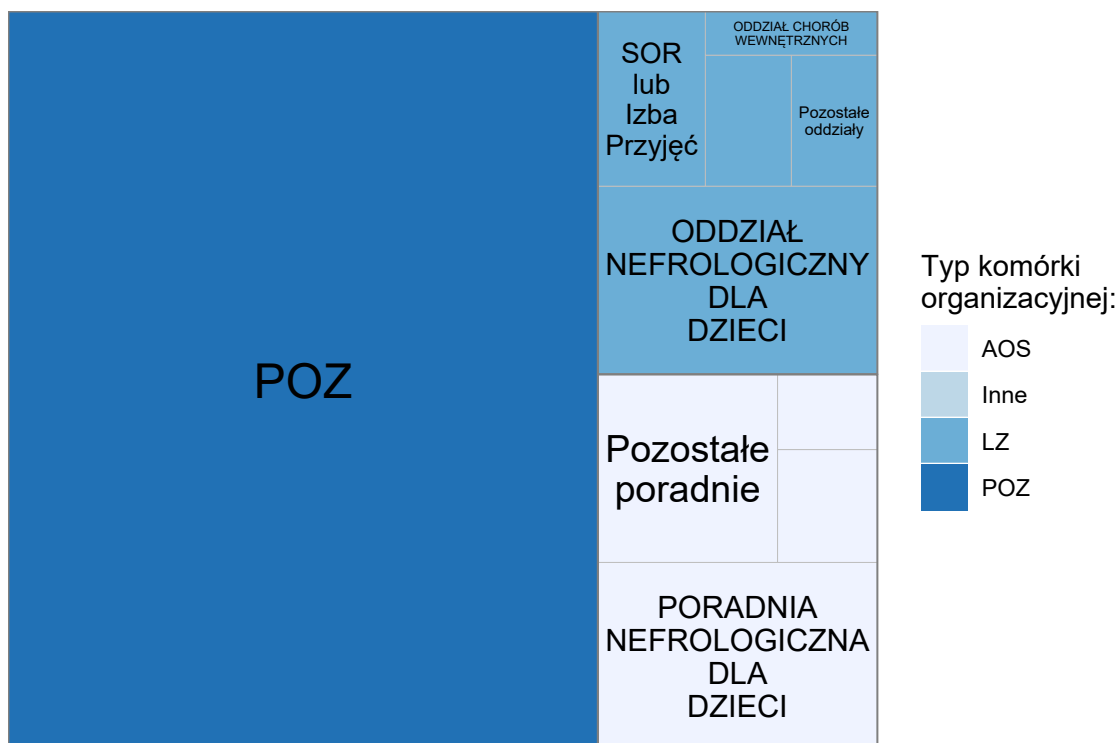 POZ
SOR
lub
Izba
Przyjęć
ODDZIAŁ CHORÓB
WEWNĘTRZNYCH
Pozostałe
oddziały
ODDZIAŁ
NEFROLOGICZNY
DLA
DZIECI
Pozostałe
poradnie
PORADNIA
NEFROLOGICZNA
DLA
DZIECI
Typ komórki
organizacyjnej:
AOS
Inne
LZ
POZ